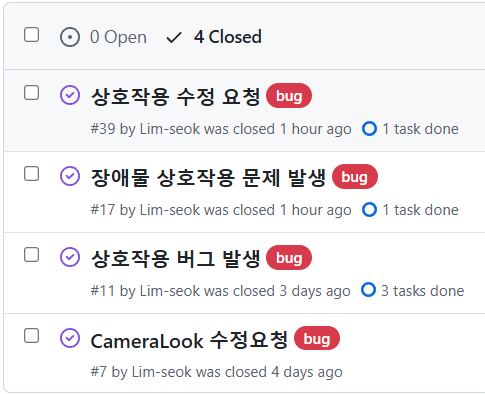 0 Open 4 Closed
상호작용 수정 요청 bug
#39 by Lim-seok was closed 1 hour ago 1 task done
장애물 상호작용 문제 발생 bug
#17 by Lim-seok was closed 1 hour ago 1 task done
상호작용 버그 발생 bug
#11 by Lim-seok was closed 3 days ago 3 tasks done
CameraLook 수정요청 bug
#7 by Lim-seok was closed 4 days ago